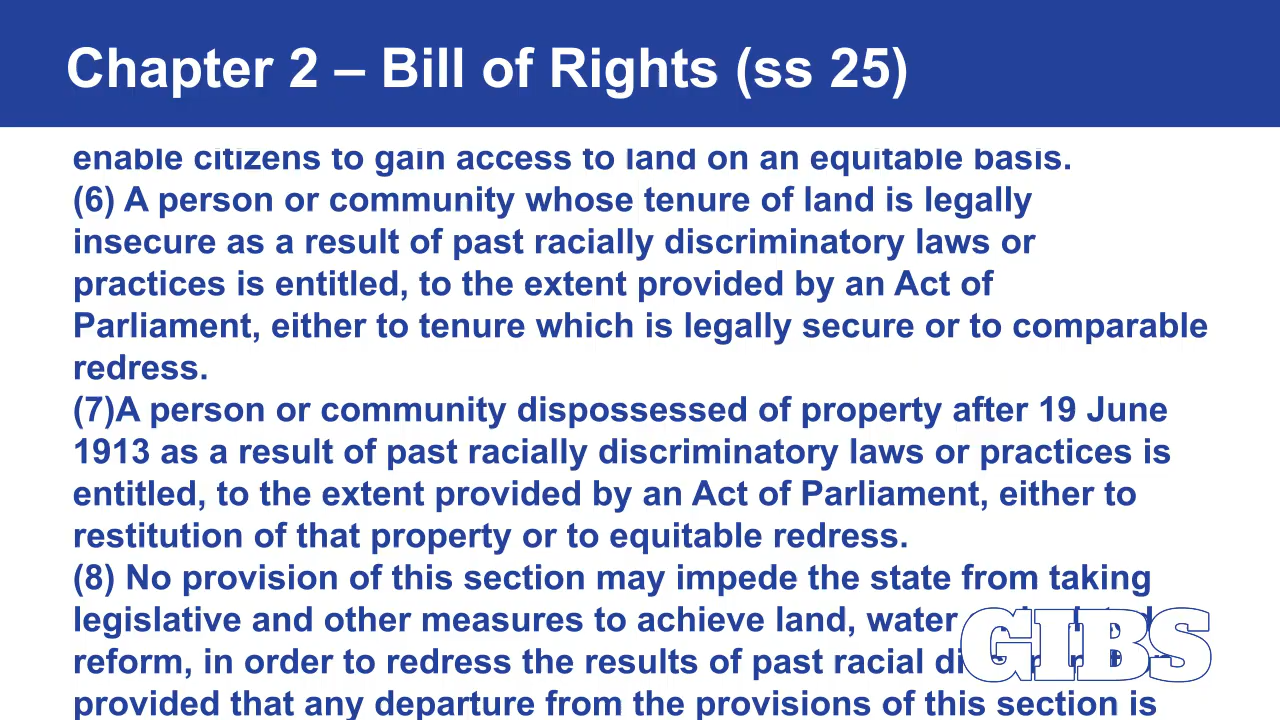 Chapter 2 – Bill of Rights (ss 25)
enable citizens to gain access to land on an equitable basis.
(6) A person or community whose tenure of land is legally
insecure as a result of past racially discriminatory laws or
practices is entitled, to the extent provided by an Act of
Parliament, either to tenure which is legally secure or to comparable
redress.
(7)A person or community dispossessed of property after 19 June
1913 as a result of past racially discriminatory laws or practices is
entitled, to the extent provided by an Act of Parliament, either to
restitution of that property or to equitable redress.
(8) No provision of this section may impede the state from taking
legislative and other measures to achieve land, water
reform, in order to redress the results of past racial
provided that any departure from the provisions of this section is
GIBS